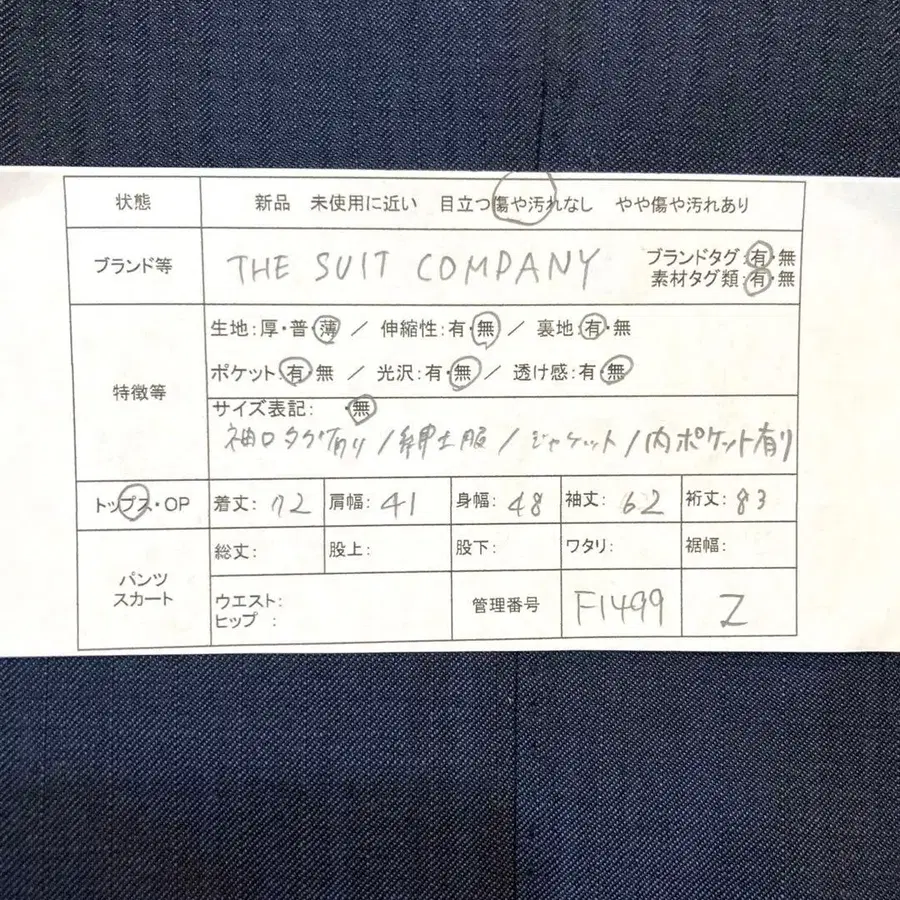 状態 新品 未使用に近い 目立つ傷や汚れなし やや傷や汚れあり
ブランド等 THE SUIT COMPANY ブランドタグ:有・無
素材タグ類:有・無
特徴等
生地:厚・普・薄 / 伸縮性:有・無 / 裏地:有・無
ポケット:有・無 / 光沢:有・無 / 透け感:有・無
サイズ表記: ・無
袖口タグ有り/紳士服/ジャケット/内ポケット有り
トップス・OP 着丈:72 肩幅:41 身幅:48 袖丈:62 裄丈:83
パンツ
スカート
総丈: 股上: 股下: ワタリ: 裾幅:
ウエスト:
ヒップ :
管理番号 F1499 Z